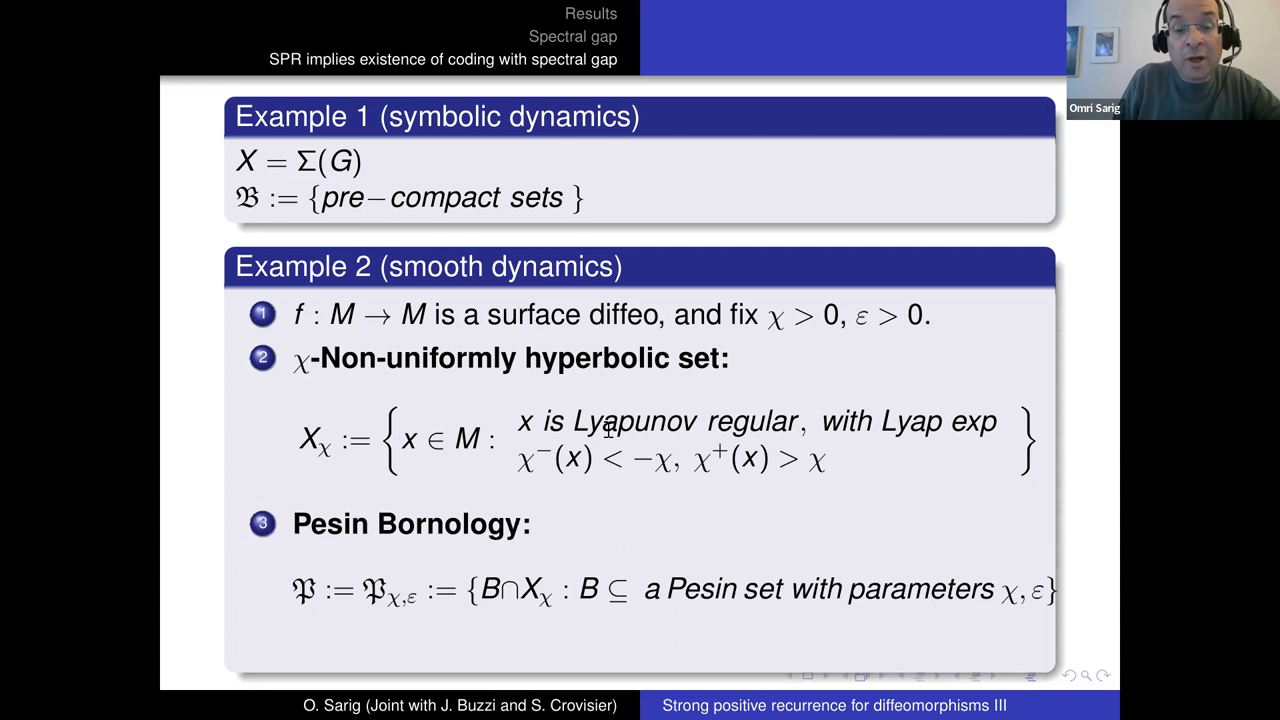 Results
Spectral gap
SPR implies existence of coding with spectral gap
Omri Sarig
Example 1 (symbolic dynamics)
X = Σ(G)
𝔅 := {pre−compact sets }
Example 2 (smooth dynamics)
1 f : M → M is a surface diffeo, and fix χ > 0, ε > 0.
2 χ-Non-uniformly hyperbolic set:
X_χ := { x ∈ M : x is Lyapunov regular, with Lyap exp
χ⁻(x) < −χ, χ⁺(x) > χ }
3 Pesin Bornology:
𝔓 := 𝔓_{χ,ε} := {B∩X_χ : B ⊆ a Pesin set with parameters χ, ε}
O. Sarig (Joint with J. Buzzi and S. Crovisier)
Strong positive recurrence for diffeomorphisms III